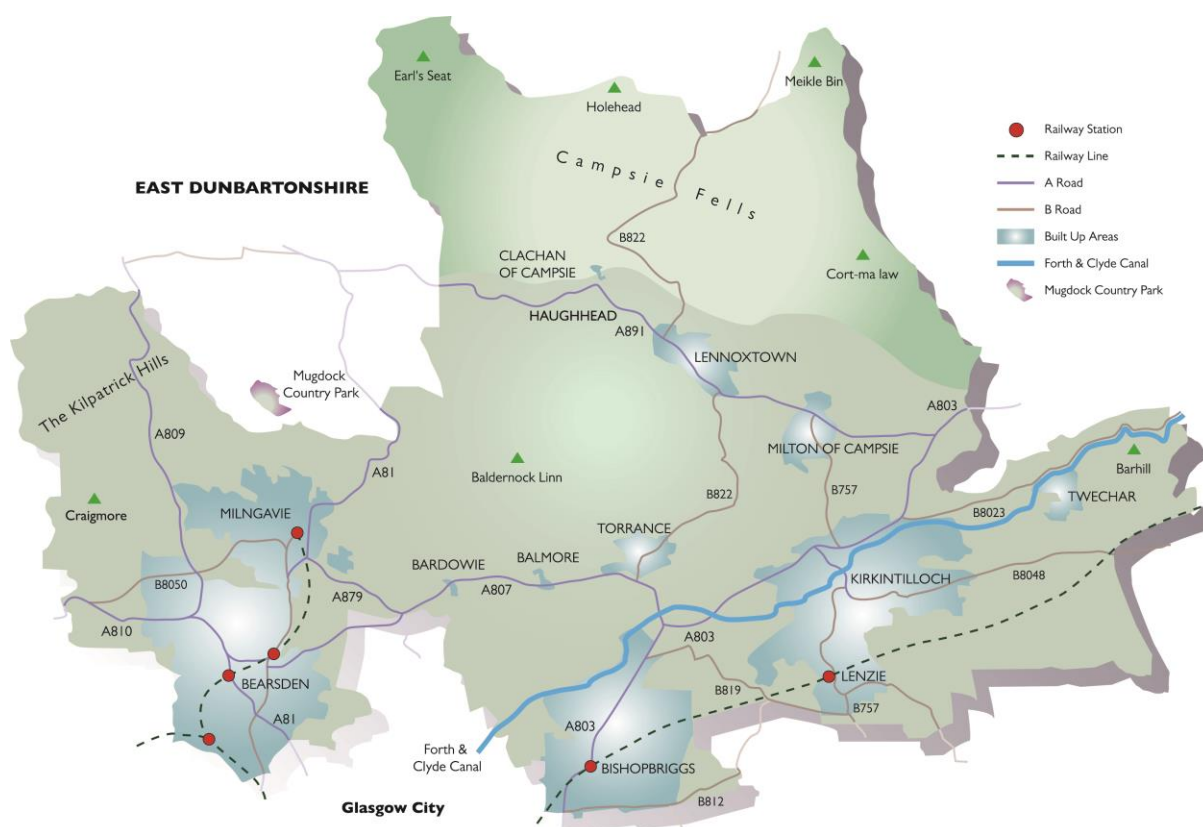 Earl's Seat
Meikle Bin
Holehead
Campsie Fells
EAST DUNBARTONSHIRE
Railway Station
Railway Line
A Road
B Road
Built Up Areas
Forth & Clyde Canal
Mugdock Country Park
B822
CLACHAN
OF CAMPSIE
Cort-ma law
HAUGHHEAD
A891
LENNOXTOWN
The Kilpatrick Hills
Mugdock
Country Park
A803
A809
A81
MILTON OF CAMPSIE
Baldernock Linn
Barhill
Craigmore
MILNGAVIE
B822
B757
TWECHAR
B8023
TORRANCE
BARDOWIE
BALMORE
B8050
A879
A807
KIRKINTILLOCH
B8048
A810
A803
BEARSDEN
LENZIE
B819
B757
A81
A803
Forth &
Clyde Canal
BISHOPBRIGGS
B812
Glasgow City